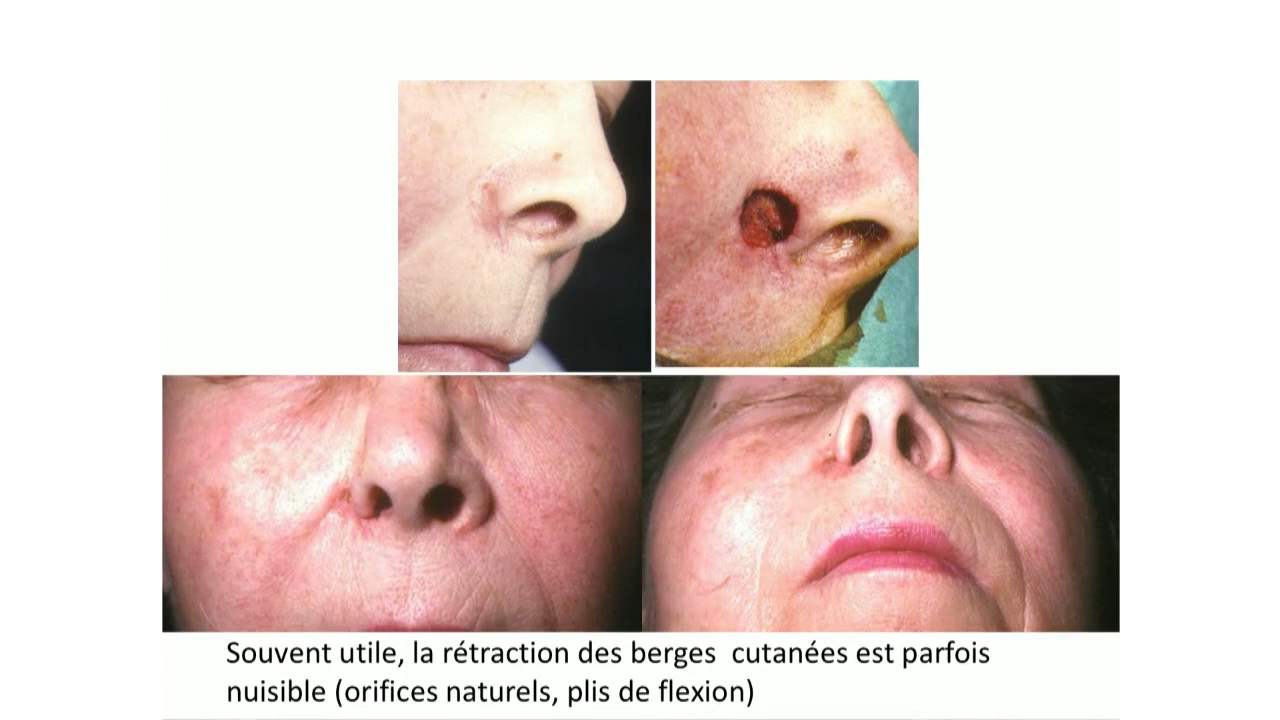 Souvent utile, la rétraction des berges cutanées est parfois
nuisible (orifices naturels, plis de flexion)